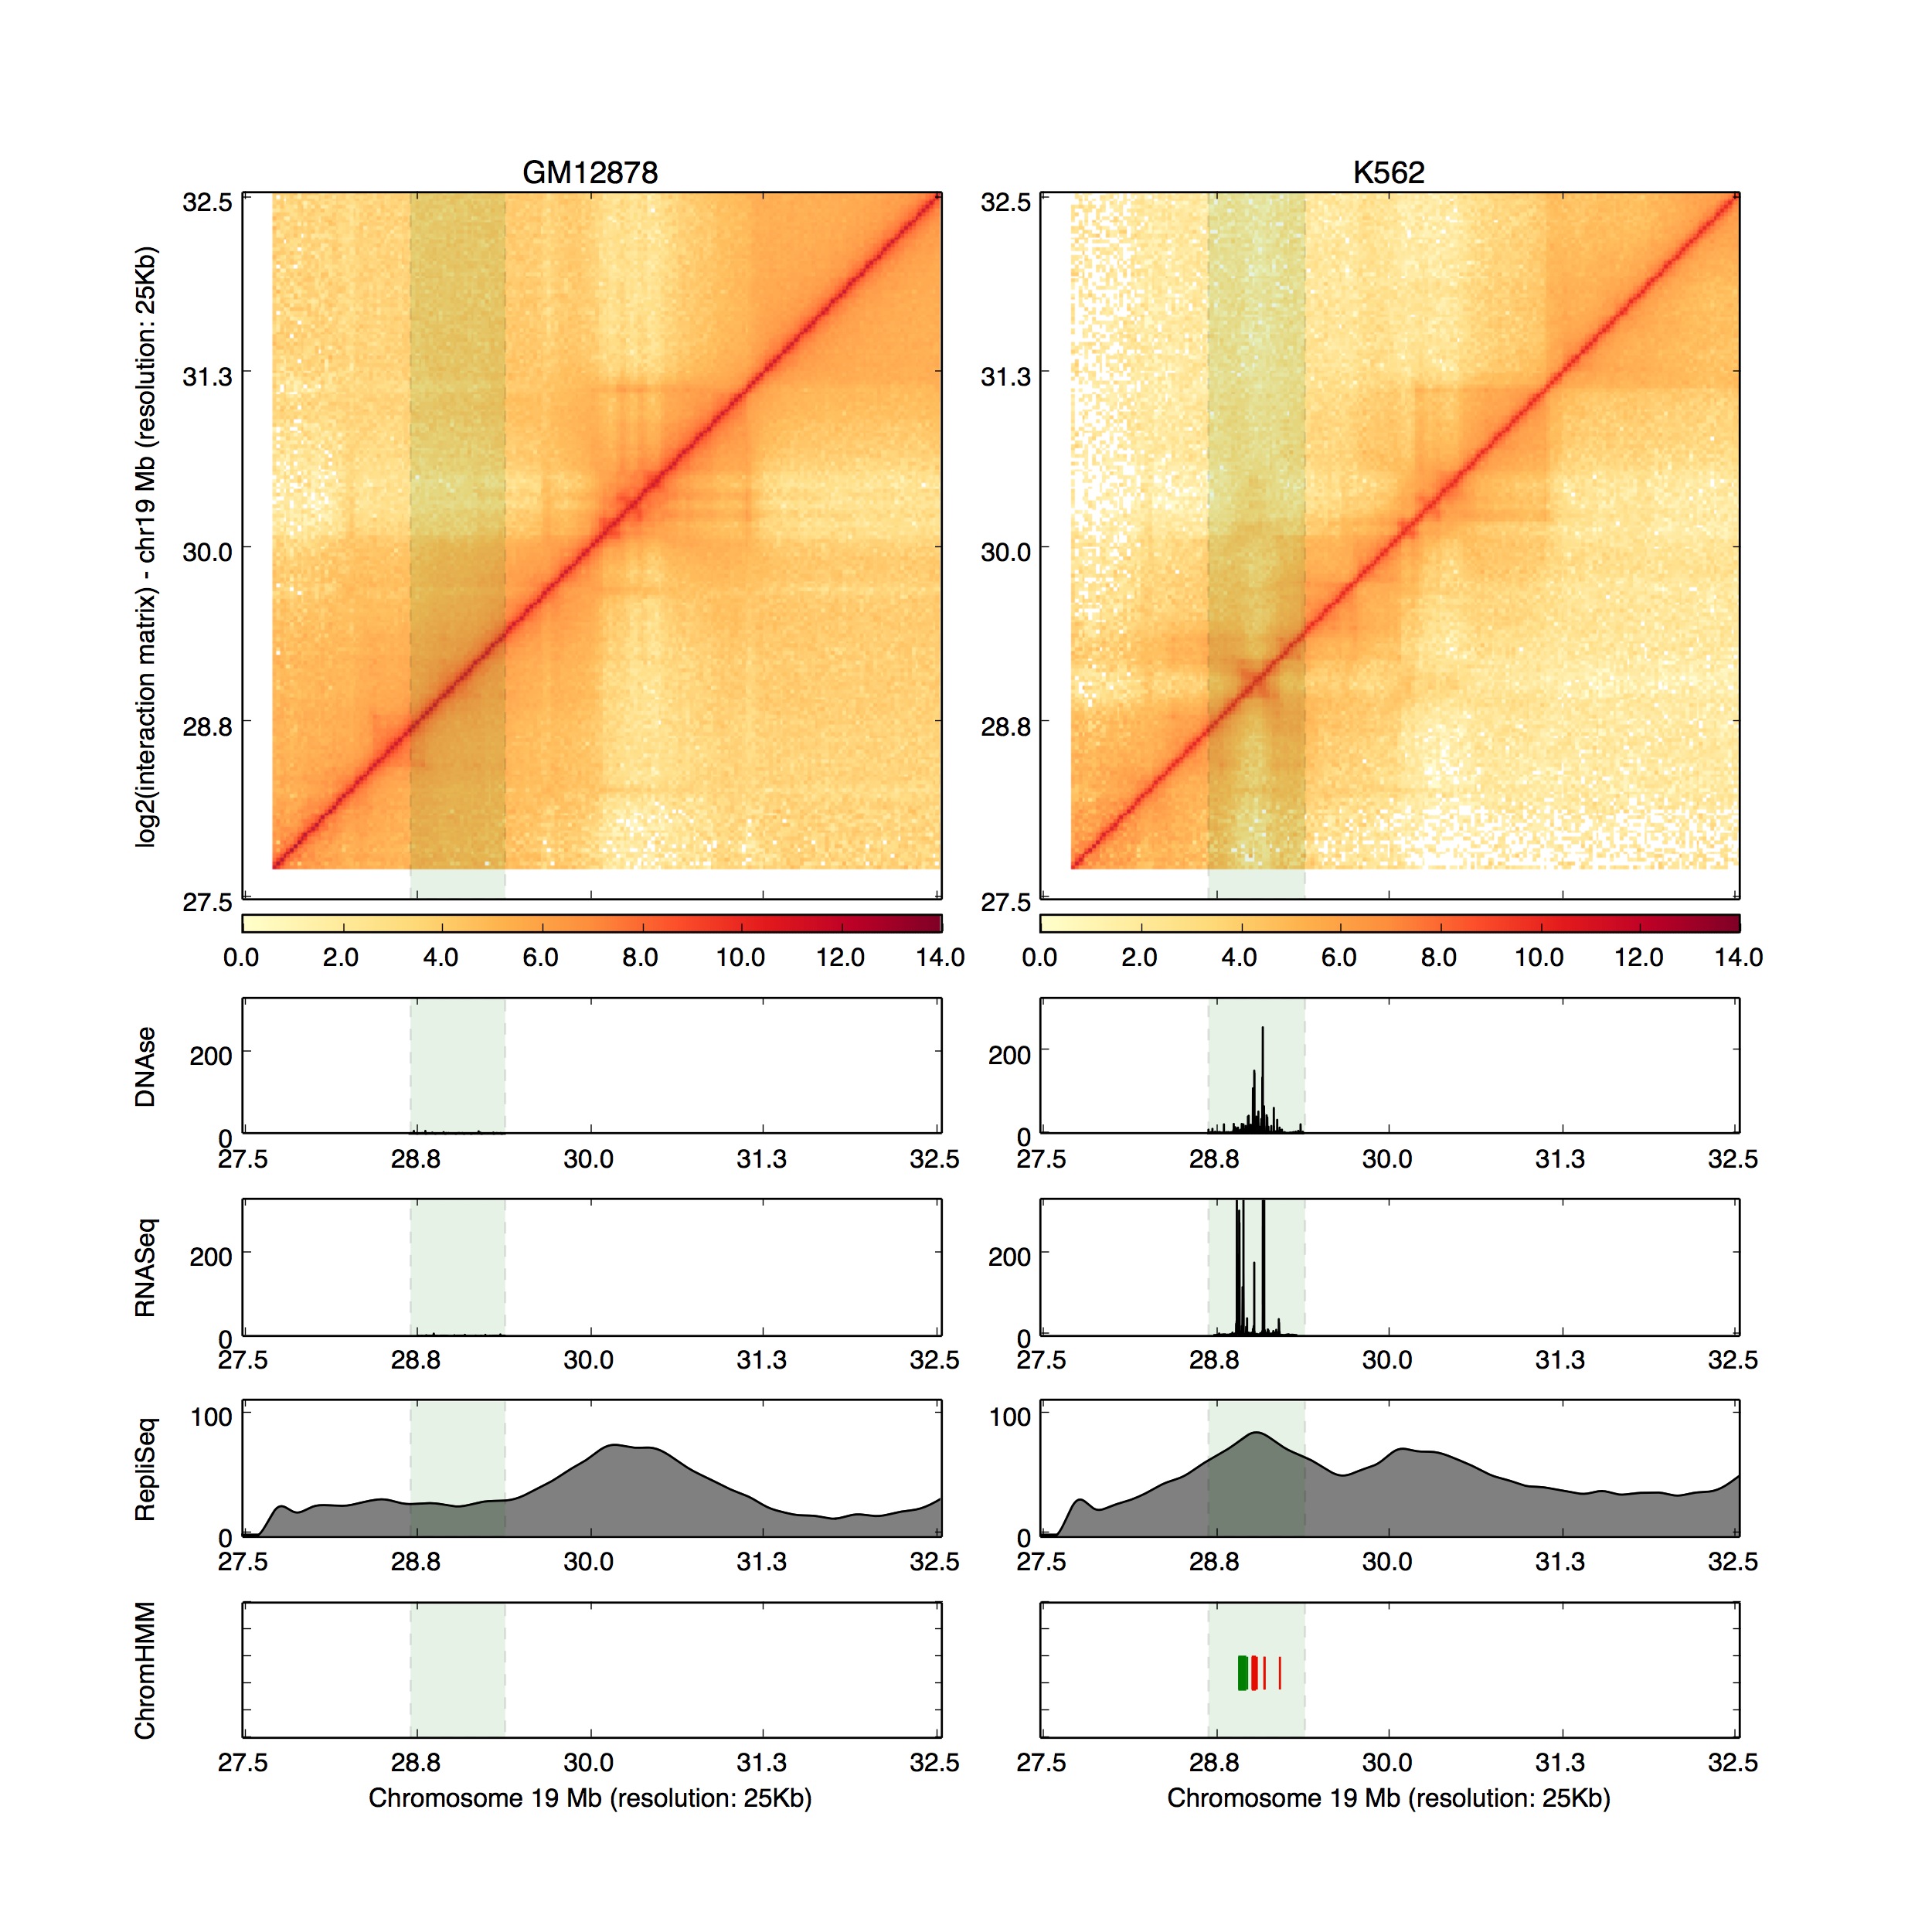 GM12878 K562
log2(interaction matrix) - chr19 Mb (resolution: 25Kb)
32.5 32.5
31.3 31.3
30.0 30.0
28.8 28.8
27.5 27.5
0.0 2.0 4.0 6.0 8.0 10.0 12.0 14.0 0.0 2.0 4.0 6.0 8.0 10.0 12.0 14.0
DNAse
200 200
0 0
27.5 28.8 30.0 31.3 32.5 27.5 28.8 30.0 31.3 32.5
RNASeq
200 200
0 0
27.5 28.8 30.0 31.3 32.5 27.5 28.8 30.0 31.3 32.5
RepliSeq
100 100
0 0
27.5 28.8 30.0 31.3 32.5 27.5 28.8 30.0 31.3 32.5
ChromHMM
27.5 28.8 30.0 31.3 32.5 27.5 28.8 30.0 31.3 32.5
Chromosome 19 Mb (resolution: 25Kb) Chromosome 19 Mb (resolution: 25Kb)